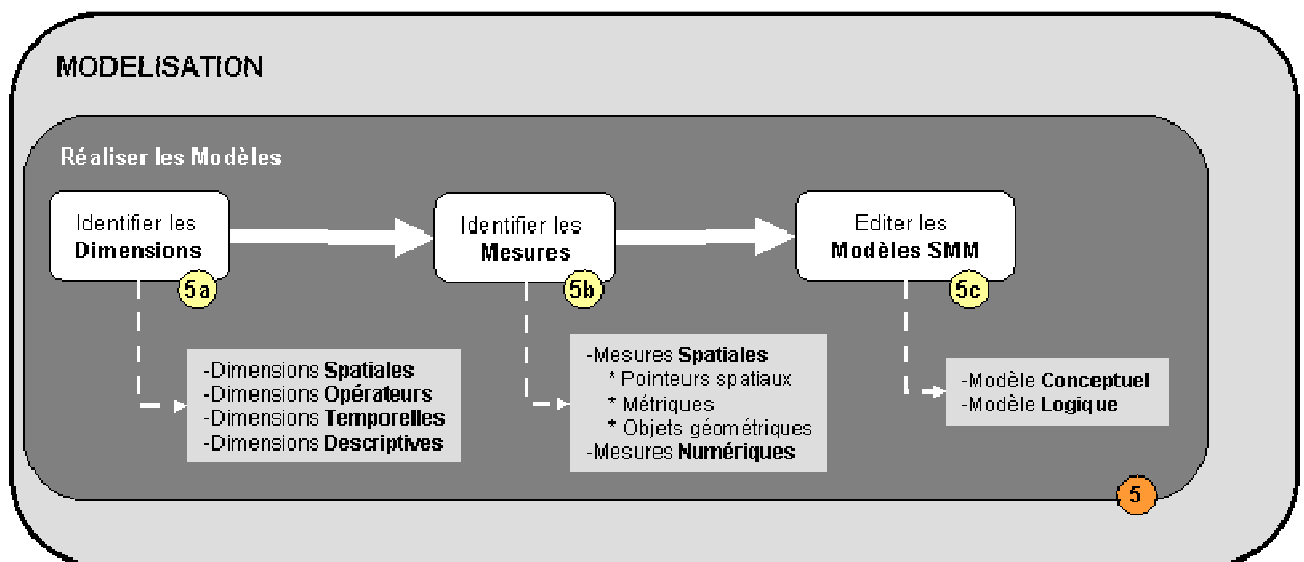 MODELISATION
Réaliser les Modèles
Identifier les
Dimensions
5a
Identifier les
Mesures
5b
Editer les
Modèles SMM
5c
-Dimensions Spatiales
-Dimensions Opérateurs
-Dimensions Temporelles
-Dimensions Descriptives
-Mesures Spatiales
* Pointeurs spatiaux
* Métriques
* Objets géométriques
-Mesures Numériques
-Modèle Conceptuel
-Modèle Logique
5